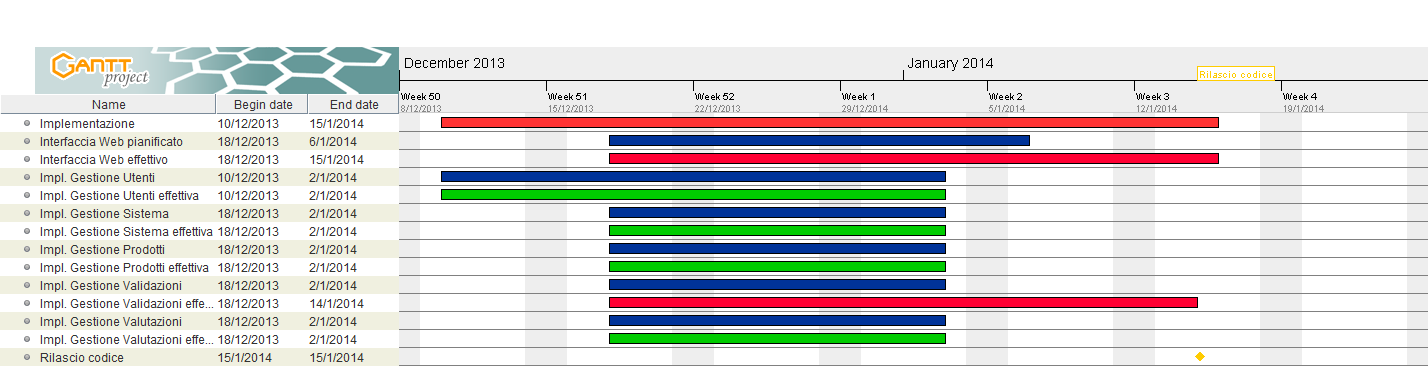 GANTT
project
December 2013 January 2014
Rilascio codice
Name Begin date End date
Week 50 Week 51 Week 52 Week 1 Week 2 Week 3 Week 4
8/12/2013 15/12/2013 22/12/2013 29/12/2013 5/1/2014 12/1/2014 19/1/2014
Implementazione 10/12/2013 15/1/2014
Interfaccia Web pianificato 18/12/2013 6/1/2014
Interfaccia Web effettivo 18/12/2013 15/1/2014
Impl. Gestione Utenti 10/12/2013 2/1/2014
Impl. Gestione Utenti effettiva 10/12/2013 2/1/2014
Impl. Gestione Sistema 18/12/2013 2/1/2014
Impl. Gestione Sistema effettiva 18/12/2013 2/1/2014
Impl. Gestione Prodotti 18/12/2013 2/1/2014
Impl. Gestione Prodotti effettiva 18/12/2013 2/1/2014
Impl. Gestione Validazioni 18/12/2013 2/1/2014
Impl. Gestione Validazioni effe... 18/12/2013 14/1/2014
Impl. Gestione Valutazioni 18/12/2013 2/1/2014
Impl. Gestione Valutazioni effe... 18/12/2013 2/1/2014
Rilascio codice 15/1/2014 15/1/2014